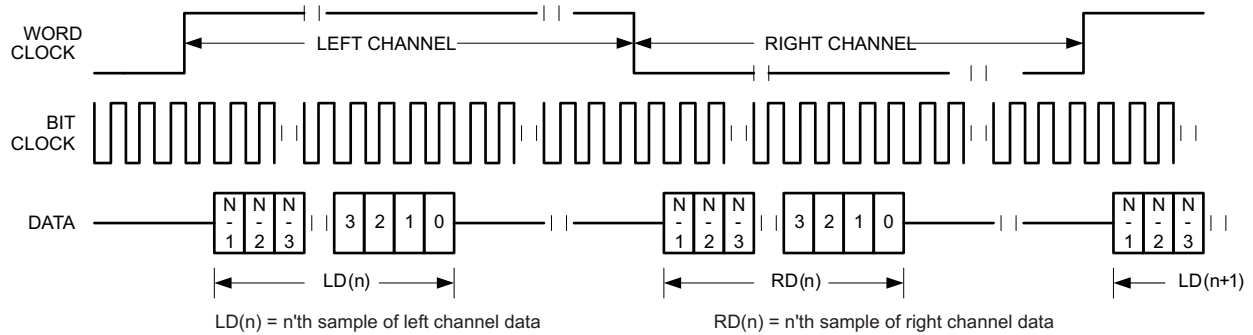 WORD
CLOCK
LEFT CHANNEL
RIGHT CHANNEL
BIT
CLOCK
DATA
N
-
1
N
-
2
N
-
3
3 2 1 0
N
-
1
N
-
2
N
-
3
3 2 1 0
N
-
1
N
-
2
N
-
3
LD(n)
RD(n)
LD(n+1)
LD(n) = n'th sample of left channel data
RD(n) = n'th sample of right channel data